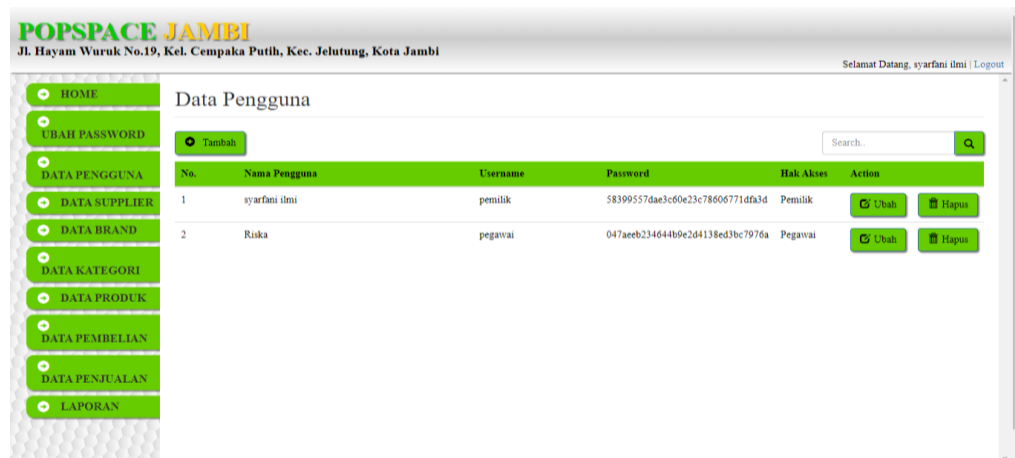 POPSPACE JAMBI
Jl. Hayam Wuruk No.19, Kel. Cempaka Putih, Kec. Jelutung, Kota Jambi
Selamat Datang, syarfani ilmi | Logout
HOME
UBAH PASSWORD
DATA PENGGUNA
DATA SUPPLIER
DATA BRAND
DATA KATEGORI
DATA PRODUK
DATA PEMBELIAN
DATA PENJUALAN
LAPORAN
Data Pengguna
Tambah
Search..
No. Nama Pengguna Username Password Hak Akses Action
1 syarfani ilmi pemilik 58399557dae3c60e23c78606771dfa3d Pemilik Ubah Hapus
2 Riska pegawai 047aeeb234644b9e2d4138ed3bc7976a Pegawai Ubah Hapus